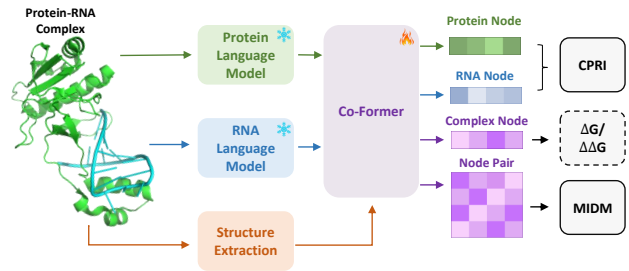 Protein-RNA
Complex
Protein
Language
Model
RNA
Language
Model
Structure
Extraction
Co-Former
Protein Node
RNA Node
Complex Node
Node Pair
CPRI
ΔG/
ΔΔG
MIDM